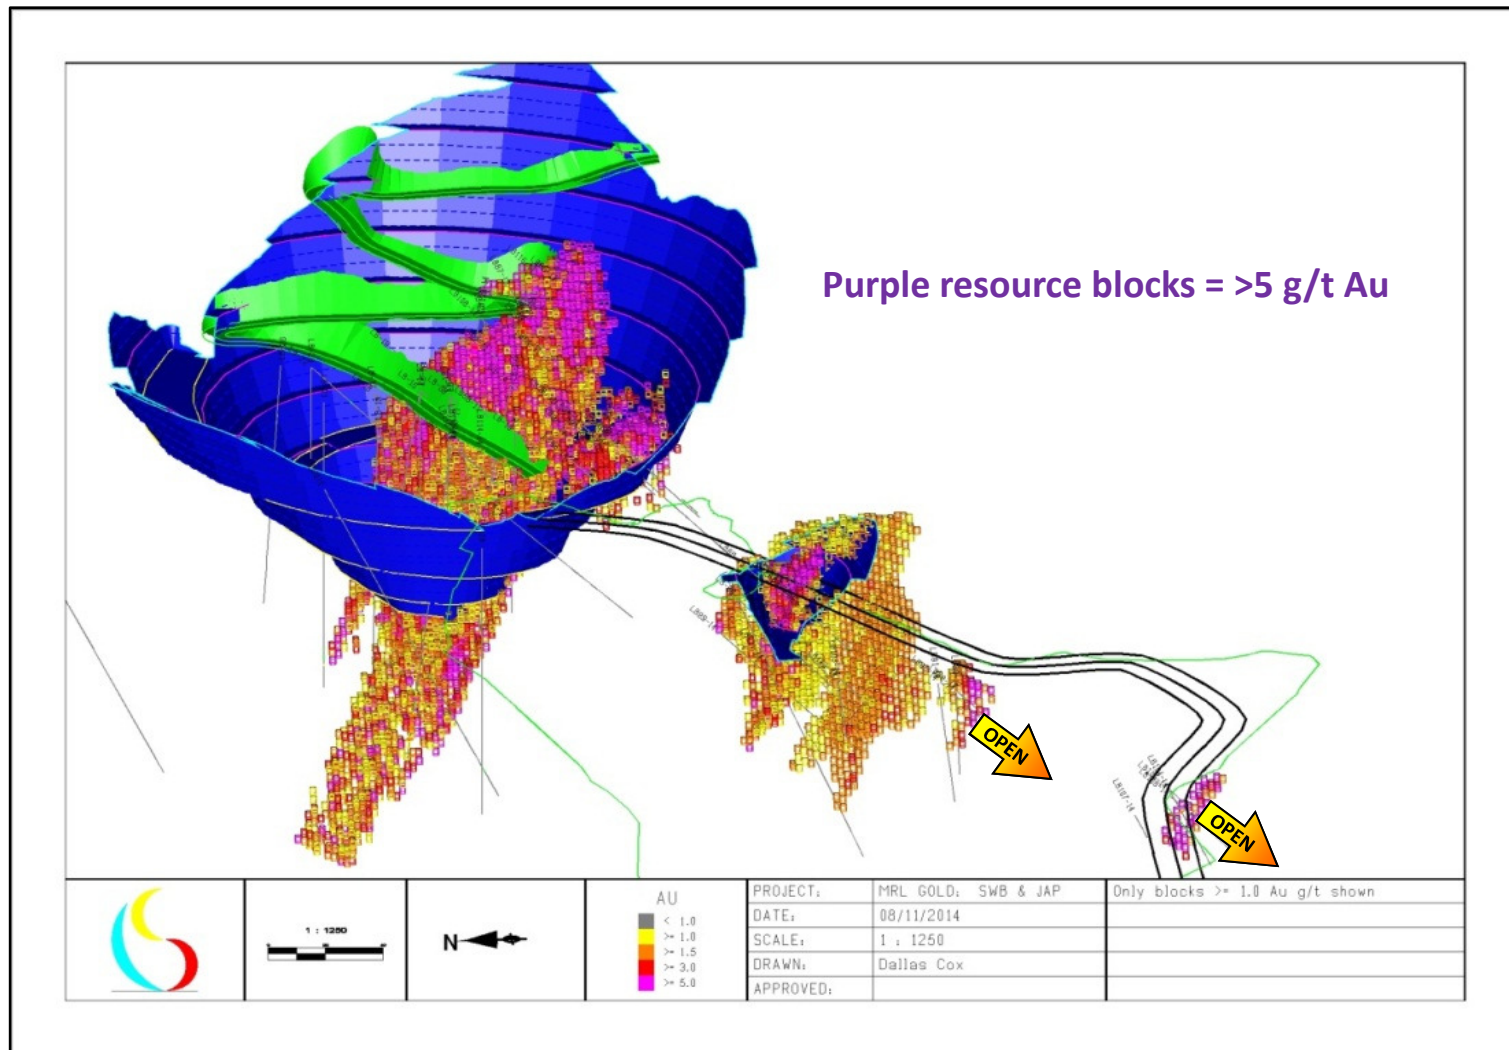 Purple resource blocks = >5 g/t Au
LB107-14
OPEN
OPEN
1 : 1250
N
AU
< 1.0
>= 1.0
>= 1.5
>= 3.0
>= 5.0
PROJECT: MRL GOLD: SWB & JAP Only blocks >= 1.0 Au g/t shown
DATE: 08/11/2014
SCALE: 1 : 1250
DRAWN: Dallas Cox
APPROVED: